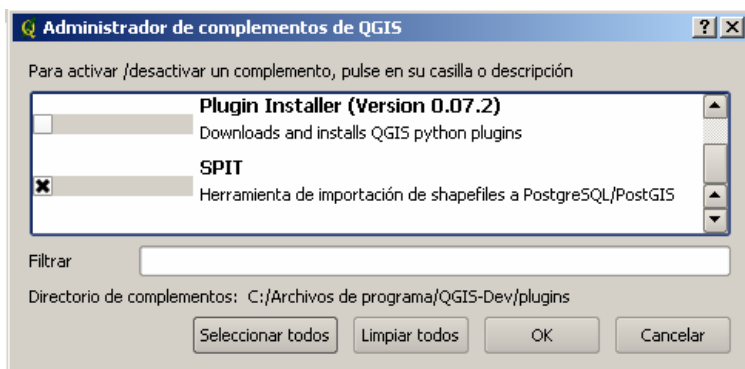 Administrador de complementos de QGIS
Para activar /desactivar un complemento, pulse en su casilla o descripción
Plugin Installer (Version 0.07.2)
Downloads and installs QGIS python plugins
SPIT
Herramienta de importación de shapefiles a PostgreSQL/PostGIS
Filtrar
Directorio de complementos: C:/Archivos de programa/QGIS-Dev/plugins
Seleccionar todos Limpiar todos OK Cancelar